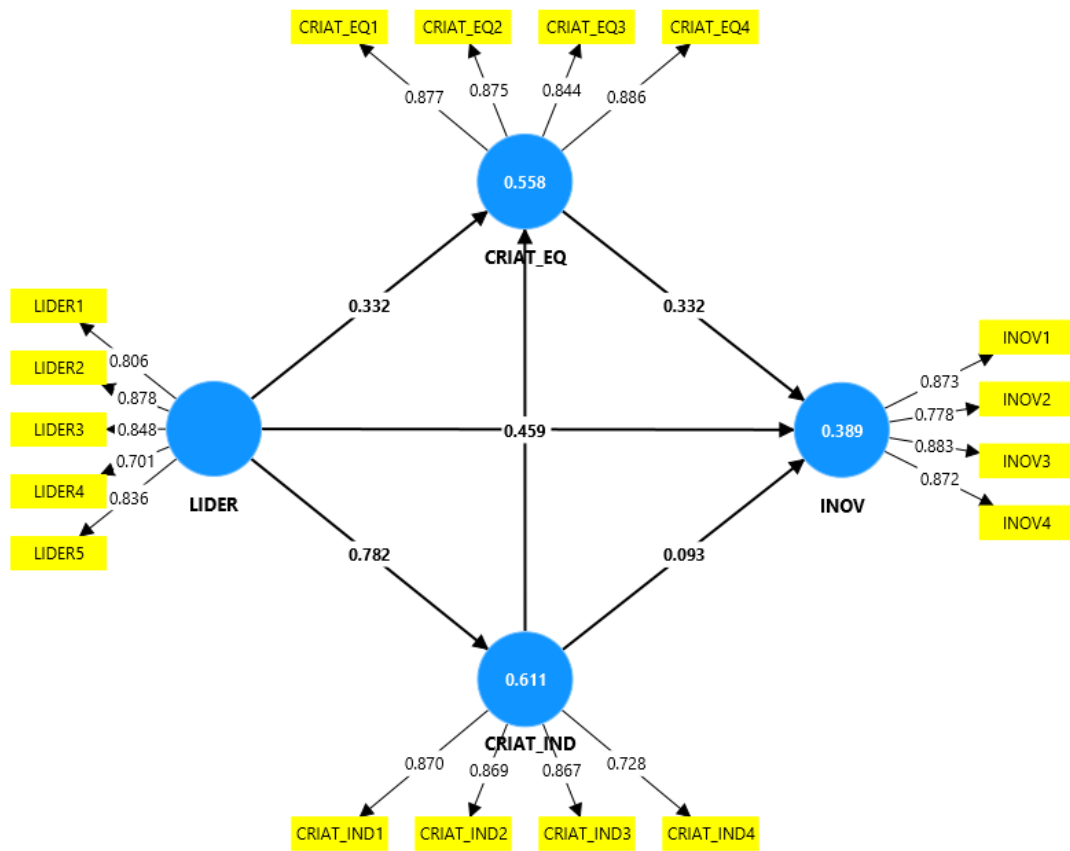 CRIAT_EQ1 CRIAT_EQ2 CRIAT_EQ3 CRIAT_EQ4
0.877 0.875 0.844 0.886
0.558
CRIAT_EQ
0.332 0.332
LIDER1
LIDER2
LIDER3
LIDER4
LIDER5
0.806
0.878
0.848
0.701
0.836
LIDER
0.459
0.389
INOV
0.873
0.778
0.883
0.872
INOV1
INOV2
INOV3
INOV4
0.782 0.093
0.611
CRIAT_IND
0.870 0.869 0.867 0.728
CRIAT_IND1 CRIAT_IND2 CRIAT_IND3 CRIAT_IND4